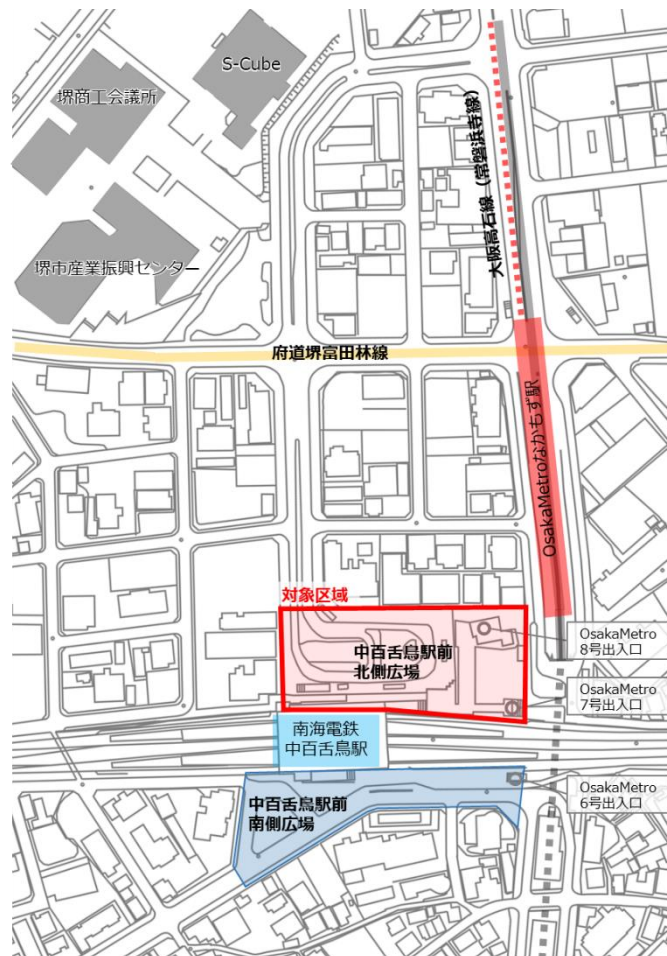 S-Cube
堺商工会議所
大阪高石線（常磐浜寺線）
堺市産業振興センター
府道堺富田林線
OsakaMetroなかもず駅
対象区域
OsakaMetro
8号出入口
中百舌鳥駅前
北側広場
OsakaMetro
7号出入口
南海電鉄
中百舌鳥駅
OsakaMetro
6号出入口
中百舌鳥駅前
南側広場